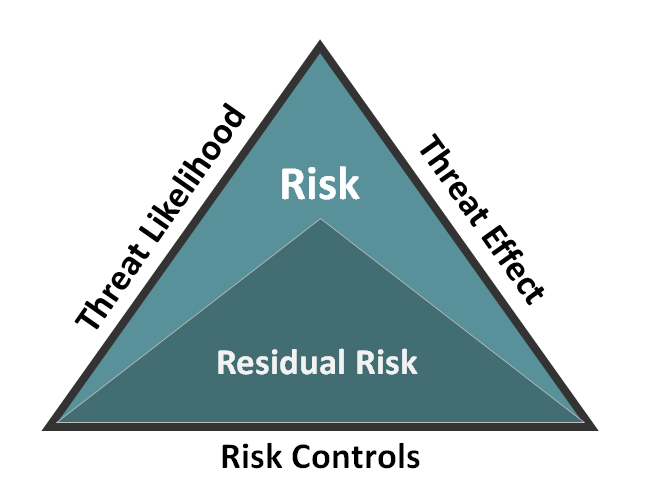 Threat Likelihood
Threat Effect
Risk
Residual Risk
Risk Controls